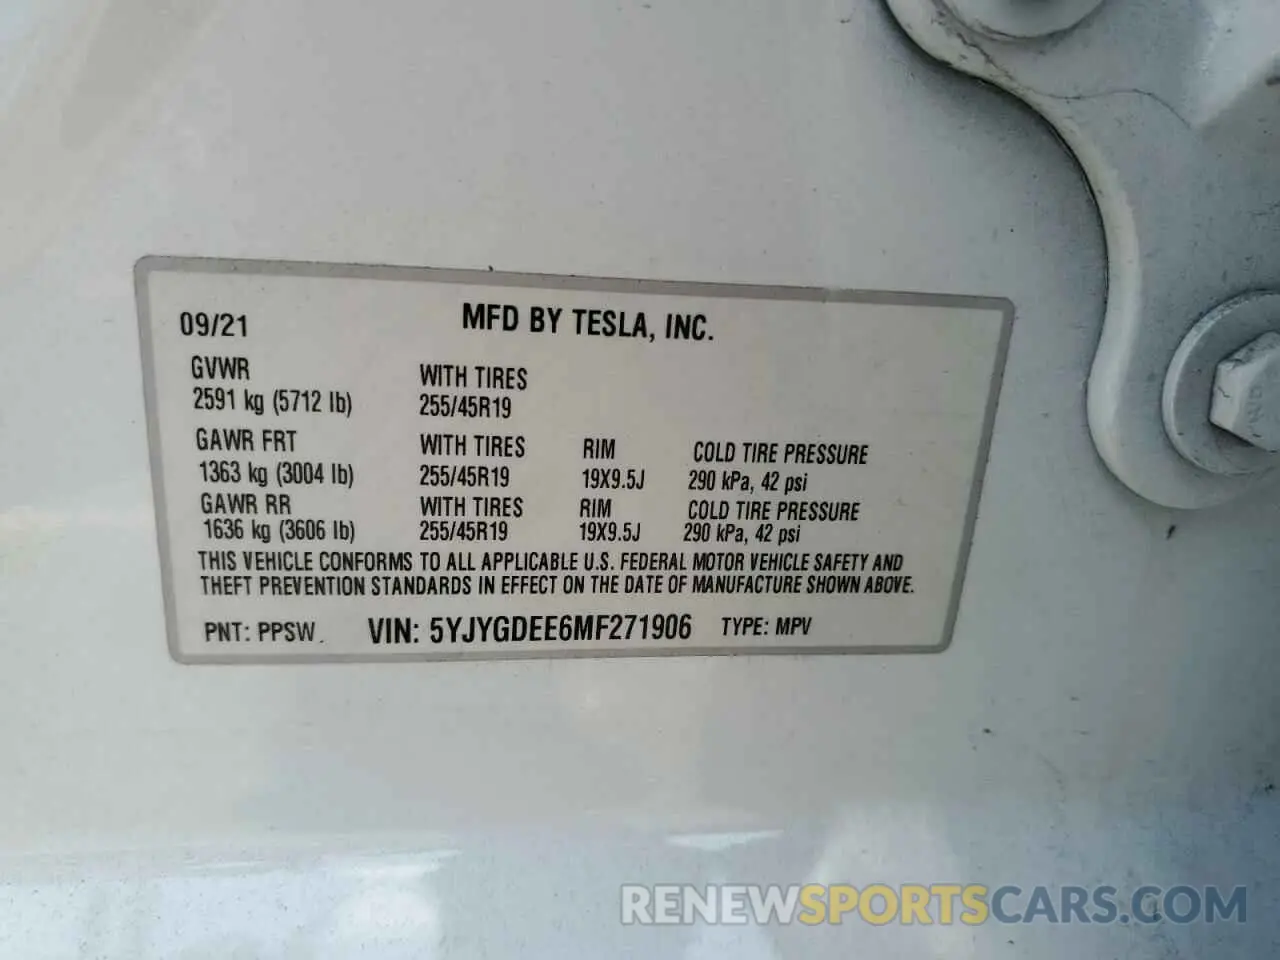 09/21 MFD BY TESLA, INC.
GVWR WITH TIRES
2591 kg (5712 lb) 255/45R19
GAWR FRT WITH TIRES RIM COLD TIRE PRESSURE
1363 kg (3004 lb) 255/45R19 19X9.5J 290 kPa, 42 psi
GAWR RR WITH TIRES RIM COLD TIRE PRESSURE
1636 kg (3606 lb) 255/45R19 19X9.5J 290 kPa, 42 psi
THIS VEHICLE CONFORMS TO ALL APPLICABLE U.S. FEDERAL MOTOR VEHICLE SAFETY AND
THEFT PREVENTION STANDARDS IN EFFECT ON THE DATE OF MANUFACTURE SHOWN ABOVE.
PNT: PPSW VIN: 5YJYGDEE6MF271906 TYPE: MPV
RENEWSPORTSCARS.COM